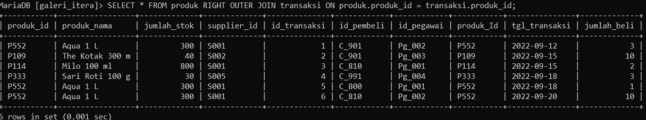 MariaDB [galeri_itera]> SELECT * FROM produk RIGHT OUTER JOIN transaksi ON produk.produk_id = transaksi.produk_id;
| produk_id | produk_nama | jumlah_stok | supplier_id | id_transaksi | id_pembeli | id_pegawai | produk_Id | tgl_transaksi | jumlah_beli |
| P552 | Aqua 1 L | 300 | S001 | 1 | C_901 | Pg_002 | P552 | 2022-09-12 | 3 |
| P109 | The Kotak 300 m | 40 | S002 | 2 | C_901 | Pg_003 | P109 | 2022-09-15 | 10 |
| P114 | Milo 100 ml | 800 | S001 | 3 | C_810 | Pg_001 | P114 | 2022-09-15 | 2 |
| P333 | Sari Roti 100 g | 30 | S005 | 4 | C_991 | Pg_004 | P333 | 2022-09-18 | 3 |
| P552 | Aqua 1 L | 300 | S001 | 5 | C_800 | Pg_001 | P552 | 2022-09-18 | 1 |
| P552 | Aqua 1 L | 300 | S001 | 6 | C_810 | Pg_002 | P552 | 2022-09-20 | 10 |
6 rows in set (0.001 sec)